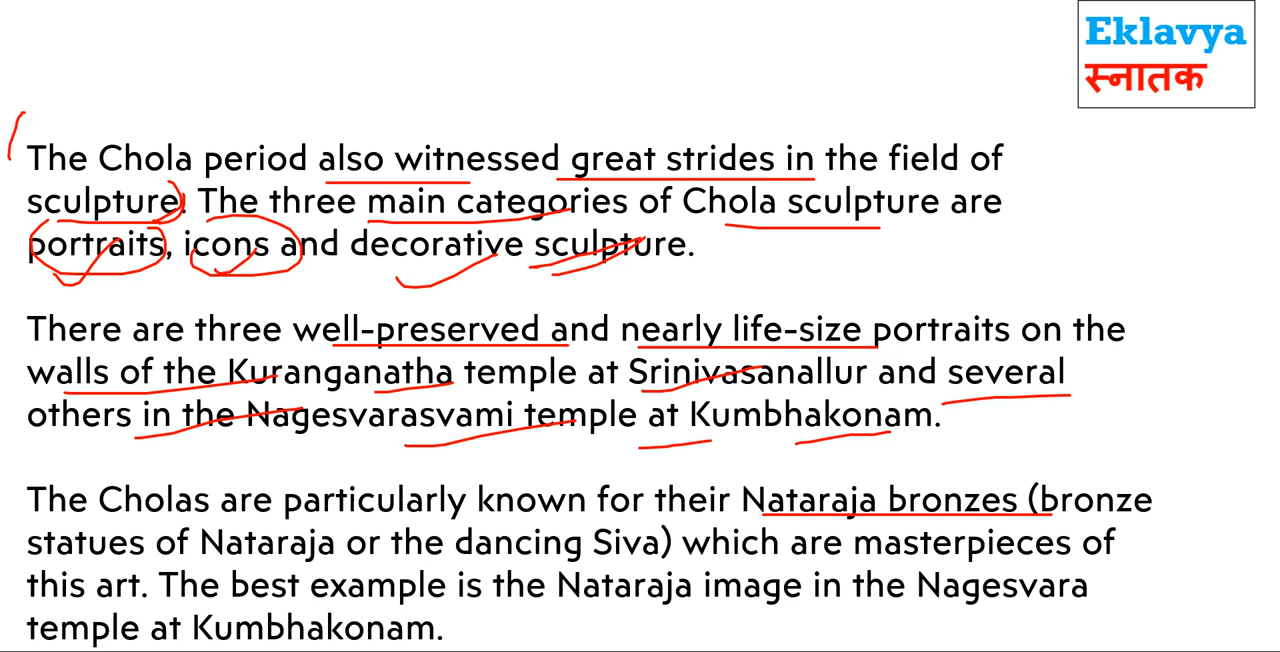 Eklavya
स्नातक
The Chola period also witnessed great strides in the field of
sculpture. The three main categories of Chola sculpture are
portraits, icons and decorative sculpture.
There are three well-preserved and nearly life-size portraits on the
walls of the Kuranganatha temple at Srinivasanallur and several
others in the Nagesvarasvami temple at Kumbhakonam.
The Cholas are particularly known for their Nataraja bronzes (bronze
statues of Nataraja or the dancing Siva) which are masterpieces of
this art. The best example is the Nataraja image in the Nagesvara
temple at Kumbhakonam.